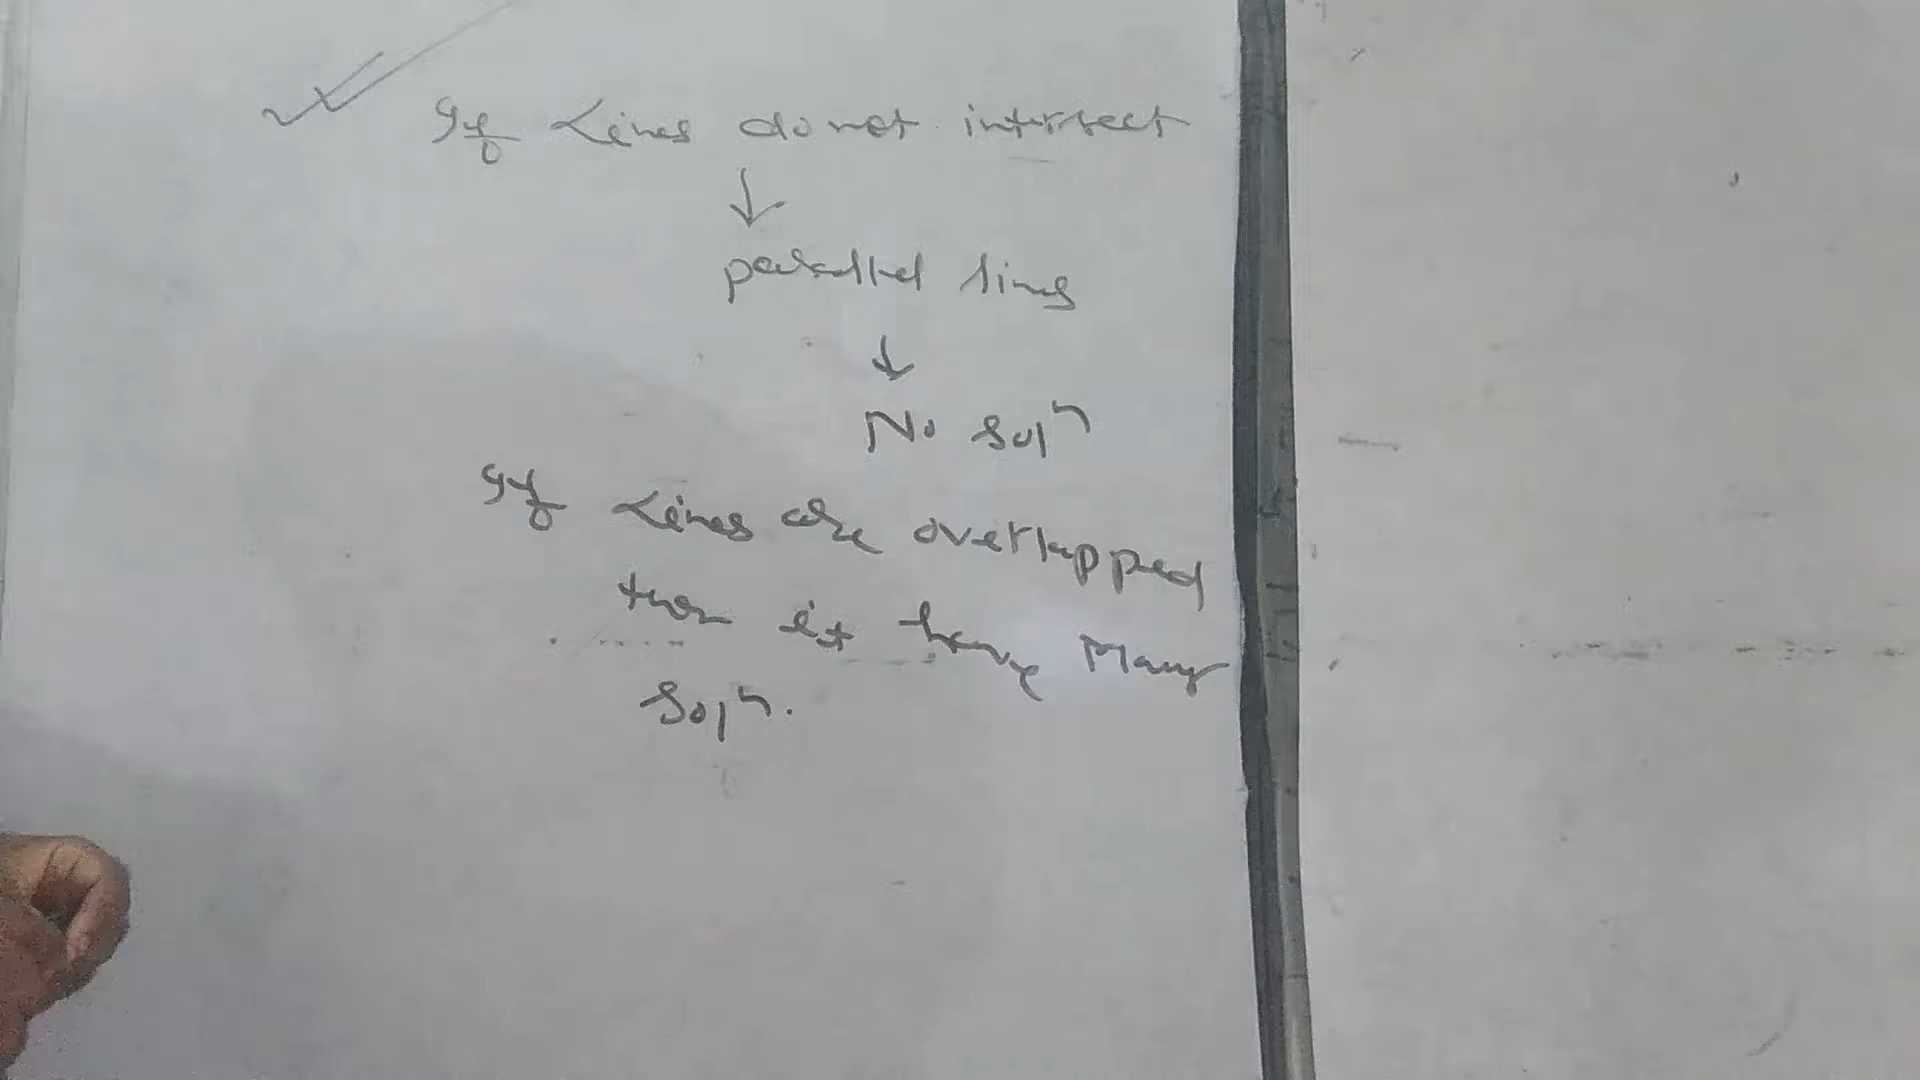 If Lines do not intersect
↓
parallel lines
↓
No solⁿ
If Lines are overlapped
then it have Many
Solⁿ.